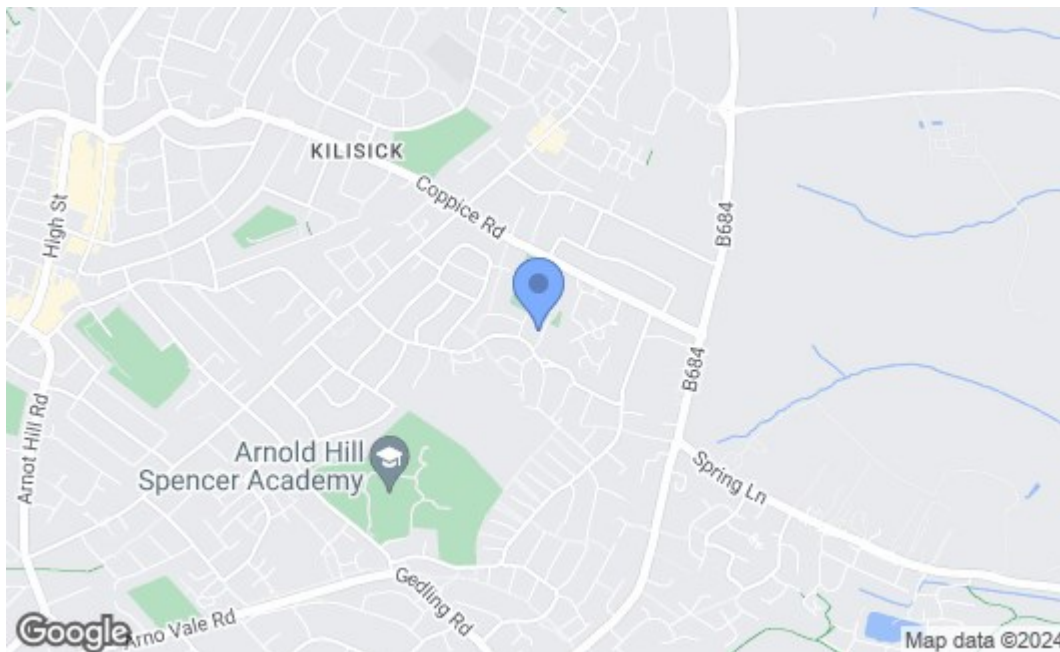 KILISICK
Coppice Rd
High St
B684
B684
Arnot Hill Rd
Arnold Hill
Spencer Academy
Spring Ln
Gedling Rd
Arno Vale Rd
Google
Map data ©2024